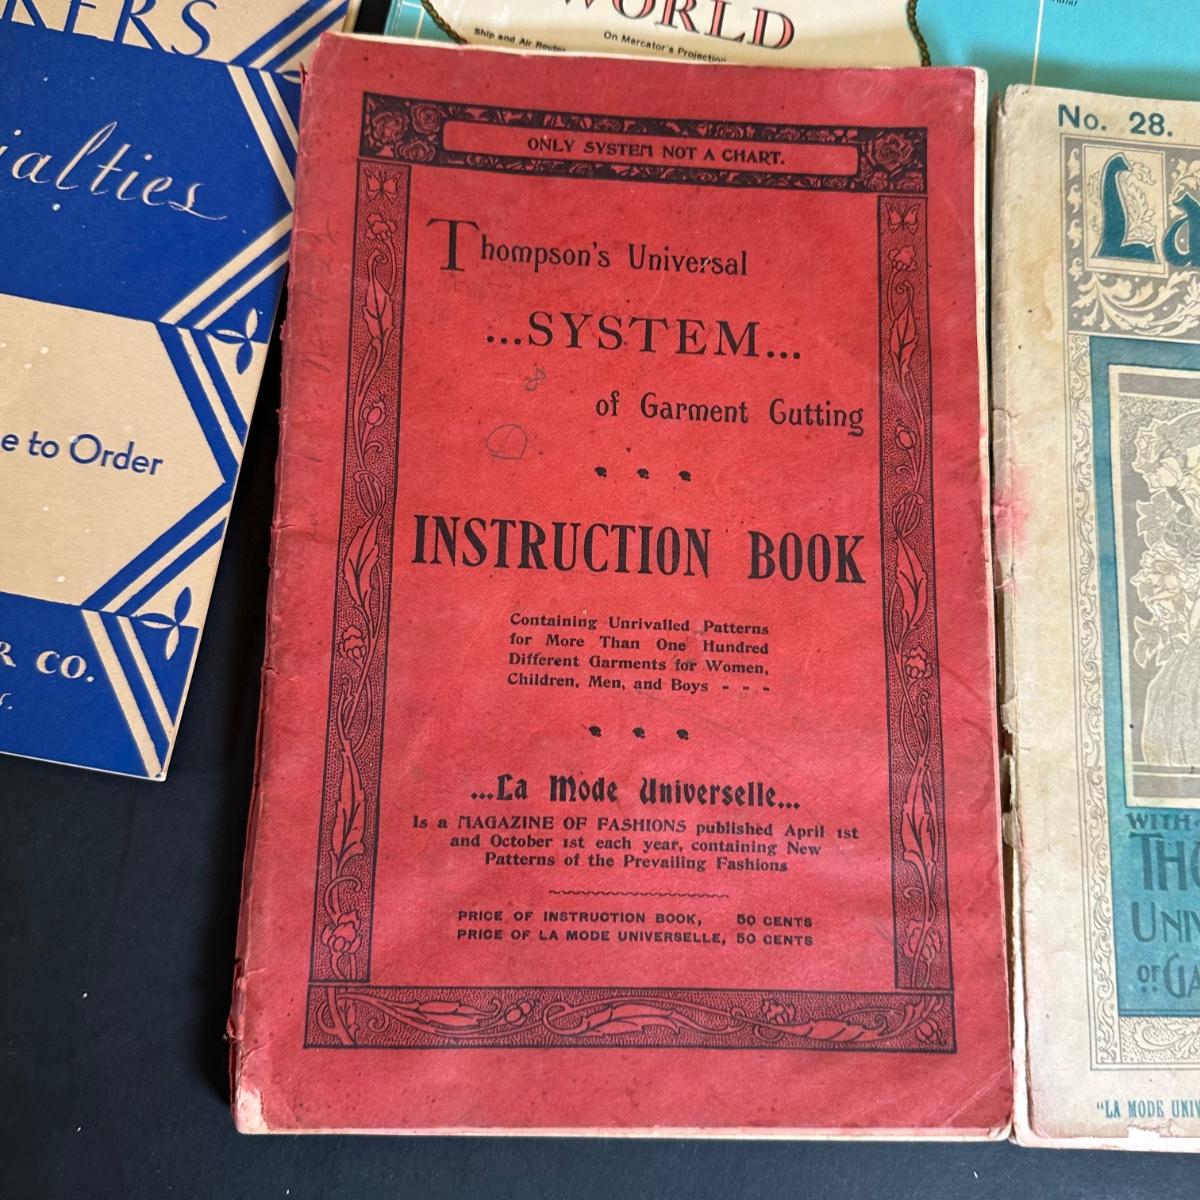 ONLY SYSTEM NOT A CHART.
Thompson's Universal
...SYSTEM...
of Garment Cutting
INSTRUCTION BOOK
Containing Unrivalled Patterns
for More Than One Hundred
Different Garments for Women,
Children, Men, and Boys - - -
...La Mode Universelle...
Is a MAGAZINE OF FASHIONS published April 1st
and October 1st each year, containing New
Patterns of the Prevailing Fashions
PRICE OF INSTRUCTION BOOK, 50 CENTS
PRICE OF LA MODE UNIVERSELLE, 50 CENTS
KERS
ialties
e to Order
R CO.
WORLD
On Mercator's Projection
Ship and Air Routes
No. 28.
La
WITH
THO
UNIV
OF GA
"LA MODE UNIV